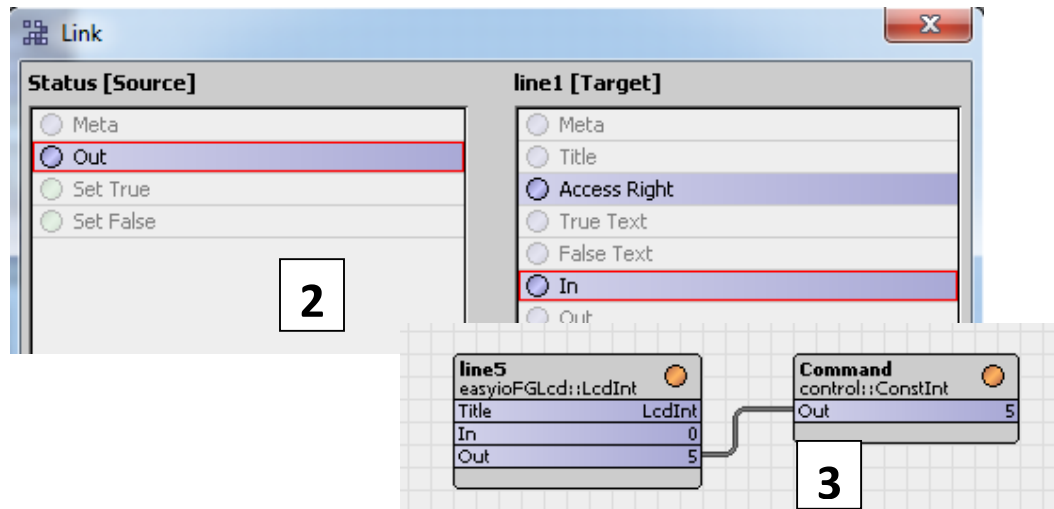 Link
Status [Source]
line1 [Target]
Meta
Out
Set True
Set False
Meta
Title
Access Right
True Text
False Text
In
Out
2
line5
easyioFGLcd::LcdInt
Title LcdInt
In 0
Out 5
Command
control::ConstInt
Out 5
3